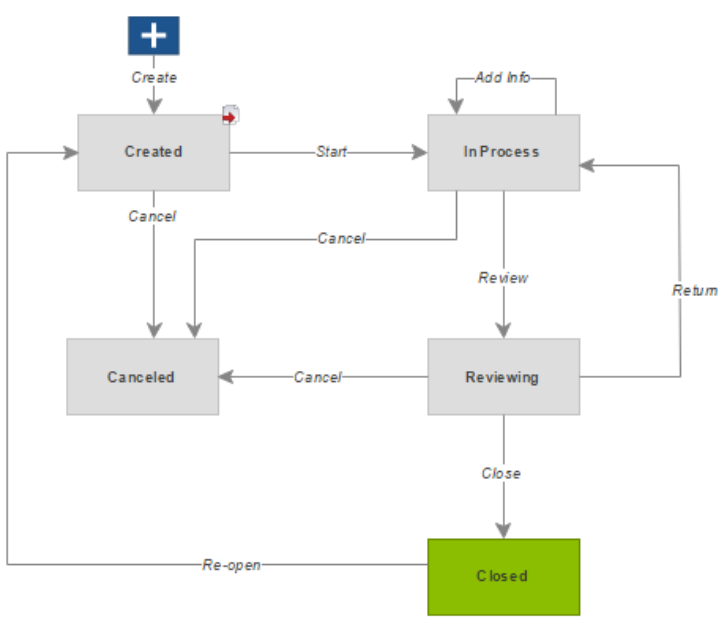 Create
Add Info
Created
Start
In Process
Cancel
Cancel
Review
Return
Canceled
Cancel
Reviewing
Close
Re-open
Closed